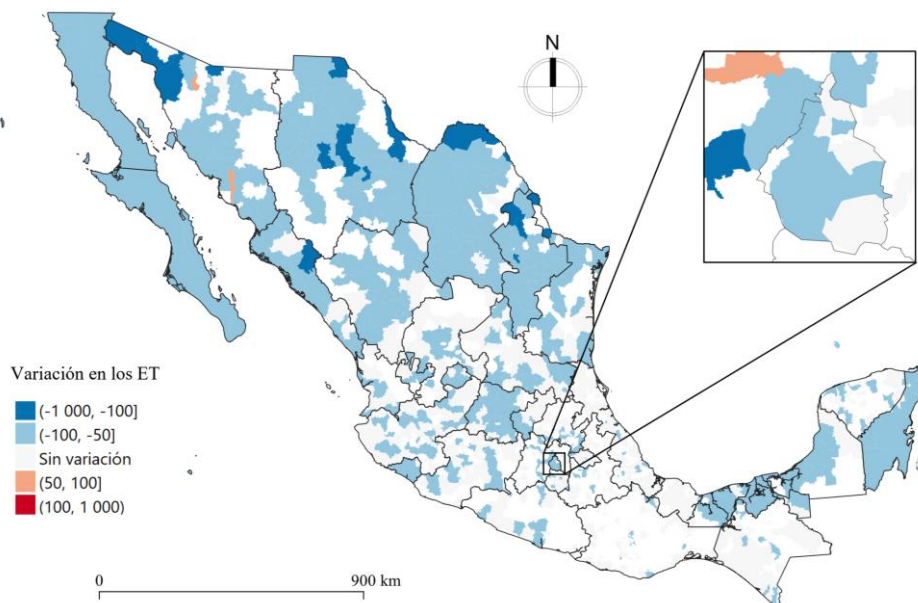 N
Variación en los ET
(-1 000, -100]
(-100, -50]
Sin variación
(50, 100]
(100, 1 000)
0 900 km